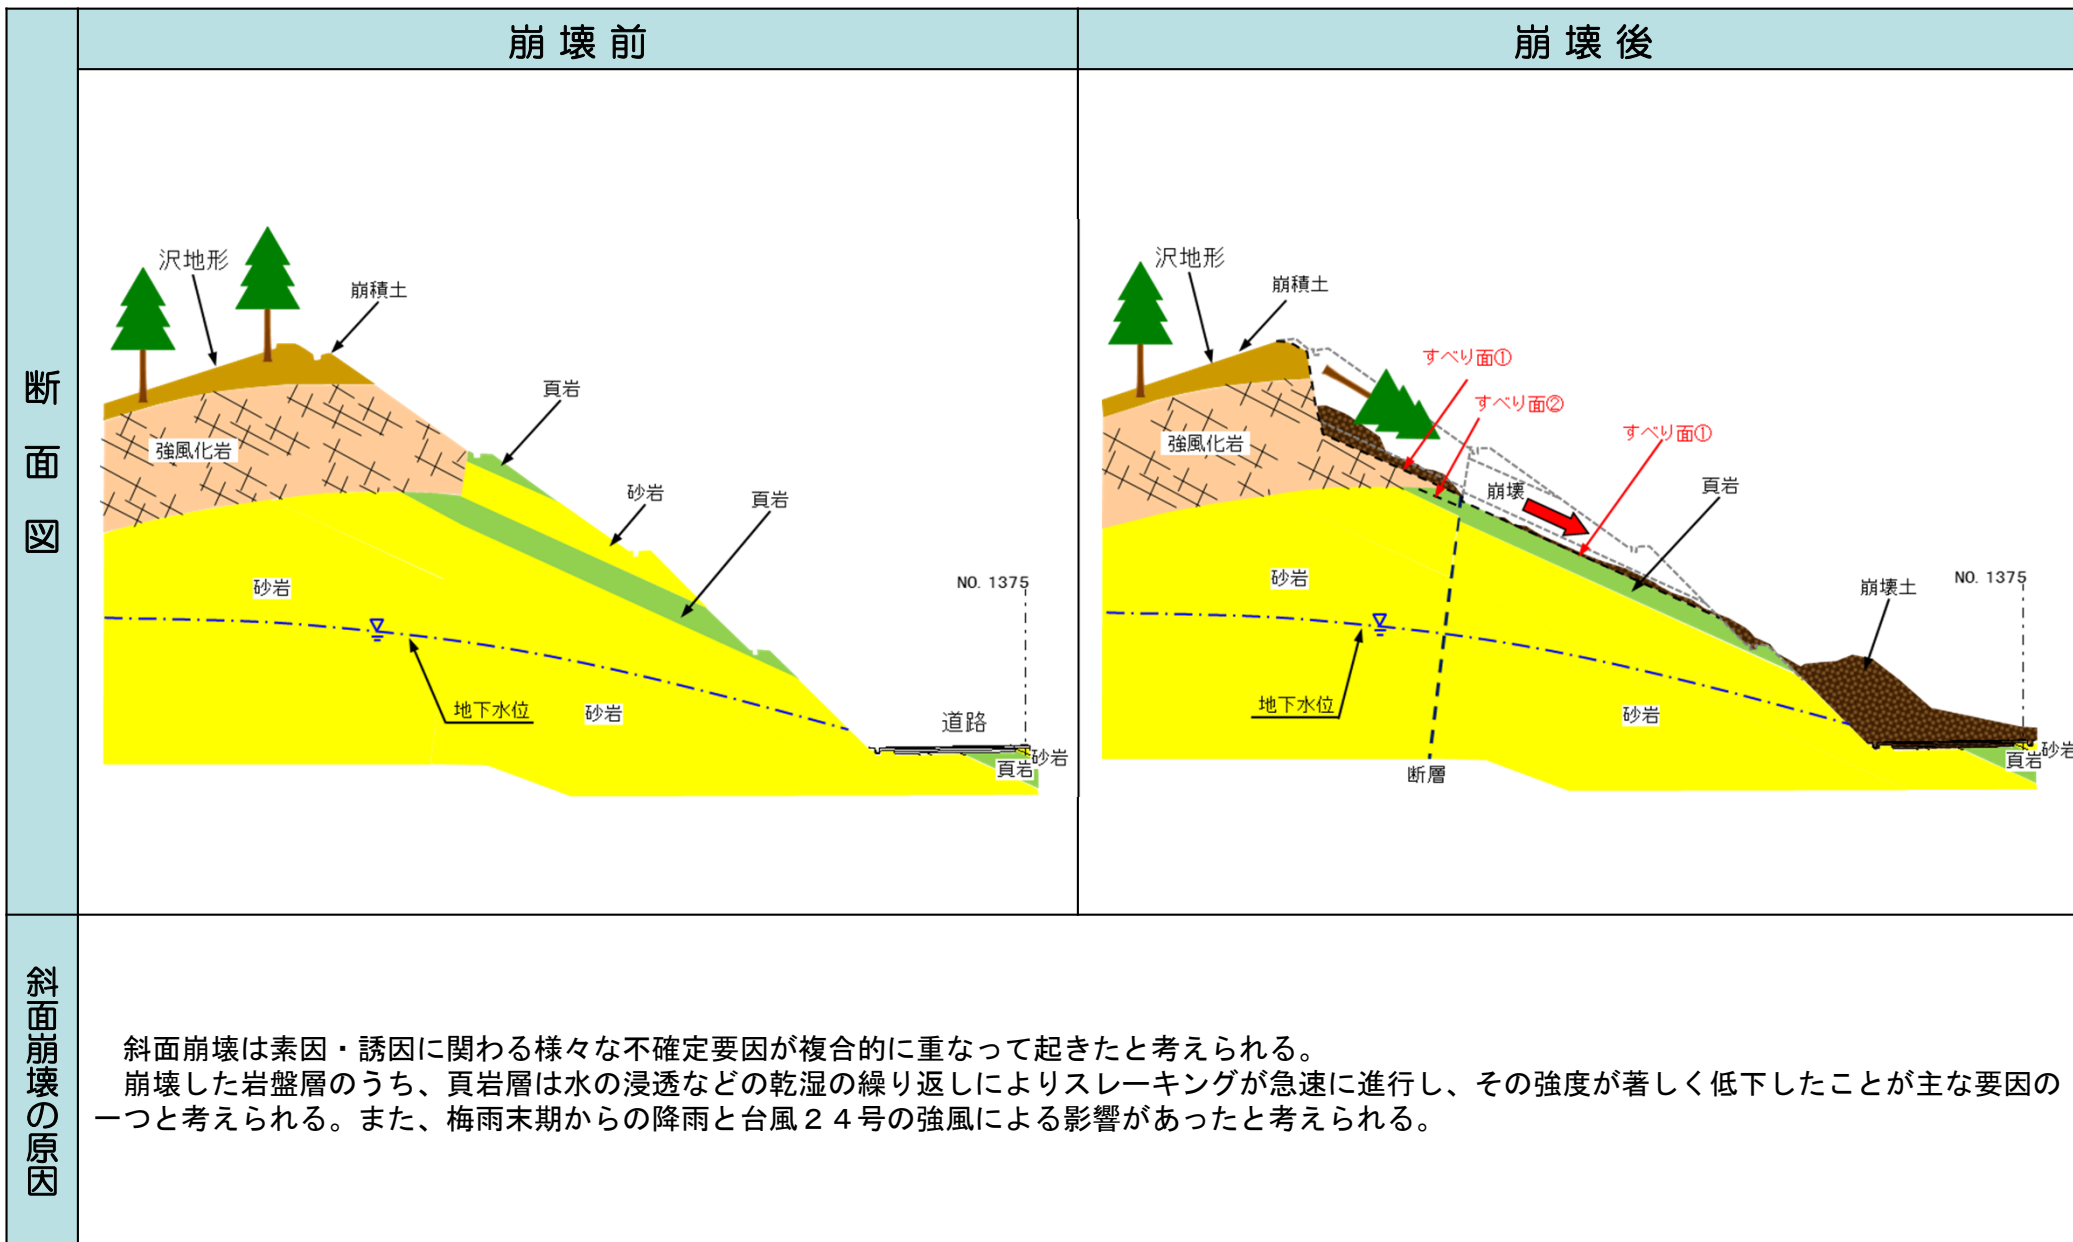 崩壊前
崩壊後
断面図
沢地形
崩積土
頁岩
強風化岩
砂岩
頁岩
砂岩
NO. 1375
地下水位
砂岩
道路
砂岩
頁岩
沢地形
崩積土
すべり面①
すべり面②
すべり面①
強風化岩
崩壊
頁岩
砂岩
崩壊土
NO. 1375
地下水位
砂岩
断層
砂岩
頁岩
斜面崩壊の原因
斜面崩壊は素因・誘因に関わる様々な不確定要因が複合的に重なって起きたと考えられる。
崩壊した岩盤層のうち、頁岩層は水の浸透などの乾湿の繰り返しによりスレーキングが急速に進行し、その強度が著しく低下したことが主な要因の
一つと考えられる。また、梅雨末期からの降雨と台風２４号の強風による影響があったと考えられる。